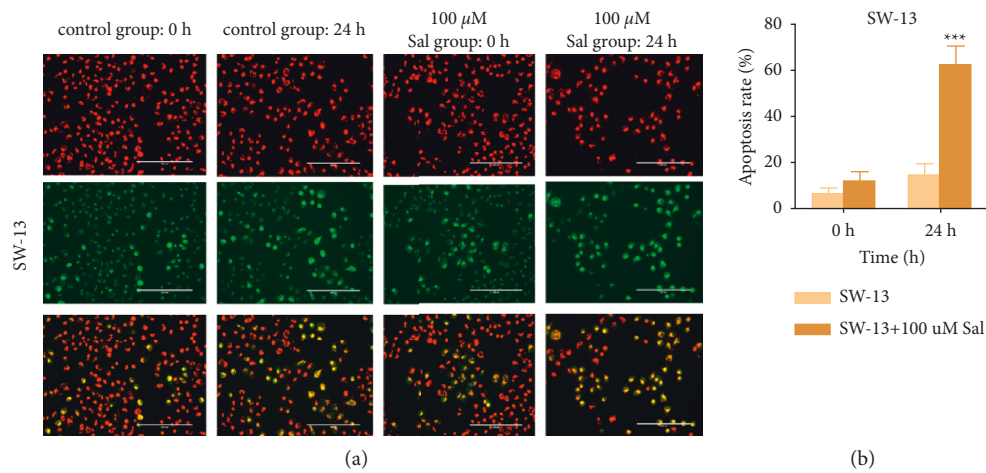 control group: 0 h
control group: 24 h
100 µM
Sal group: 0 h
100 µM
Sal group: 24 h
SW-13
(a)
SW-13
***
Apoptosis rate (%)
80
60
40
20
0
0 h
24 h
Time (h)
SW-13
SW-13+100 uM Sal
(b)